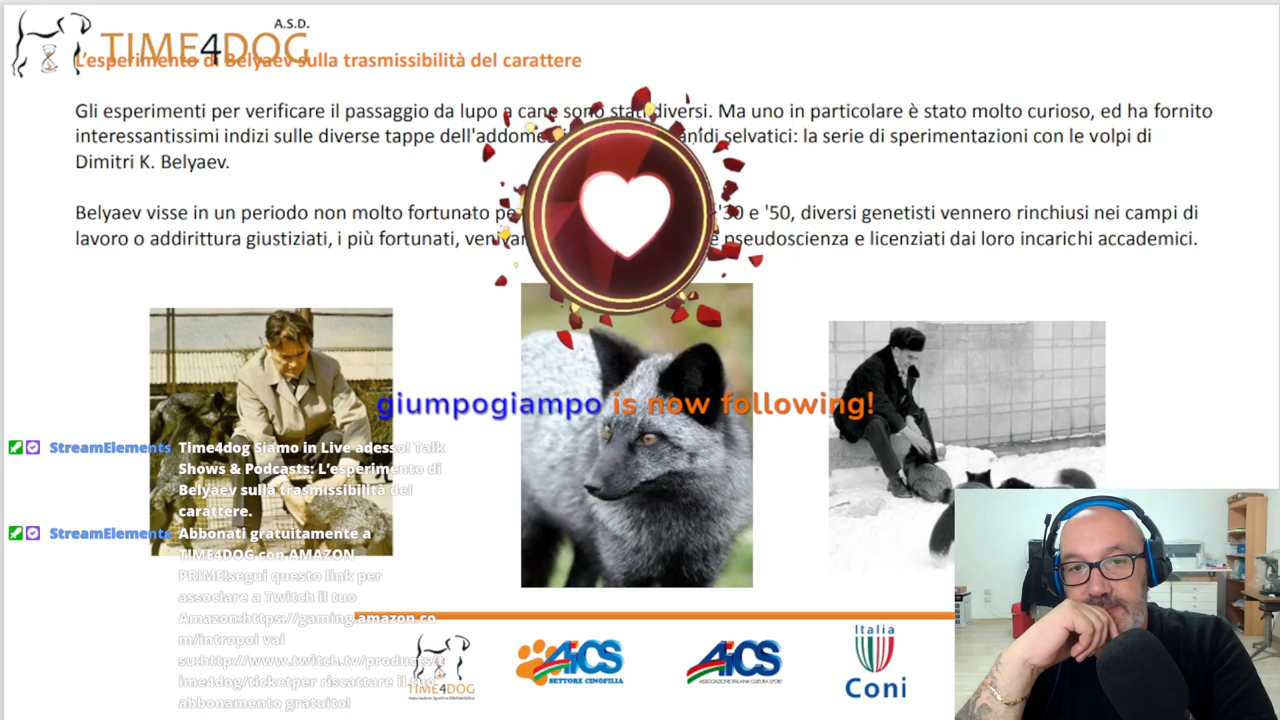 A.S.D.
TIME4DOG
L'esperimento di Belyaev sulla trasmissibilità del carattere
Gli esperimenti per verificare il passaggio da lupo a cane sono stati diversi. Ma uno in particolare è stato molto curioso, ed ha fornito
interessantissimi indizi sulle diverse tappe dell'addome canidi selvatici: la serie di sperimentazioni con le volpi di
Dimitri K. Belyaev.
Belyaev visse in un periodo non molto fortunato pe '30 e '50, diversi genetisti vennero rinchiusi nei campi di
lavoro o addirittura giustiziati, i più fortunati, venivan e pseudoscienza e licenziati dai loro incarichi accademici.
giumpogiampo is now following!
StreamElements Time4dog Siamo in Live adesso! Talk
Shows & Podcasts: L'esperimento di
Belyaev sulla trasmissibilità del
carattere.
StreamElements Abbonati gratuitamente a
TIME4DOG con AMAZON
PRIME!segui questo link per
associare a Twitch il tuo
Amazon:https://gaming.amazon.co
m/intropoi vai
su:http://www.twitch.tv/products/t
ime4dog/ticketper riscattare il tuo
abbonamento gratuito!
TIME4DOG
AiCS
SETTORE CINOFILIA
AiCS
ASSOCIAZIONE ITALIANA CULTURA SPORT
Italia
Coni